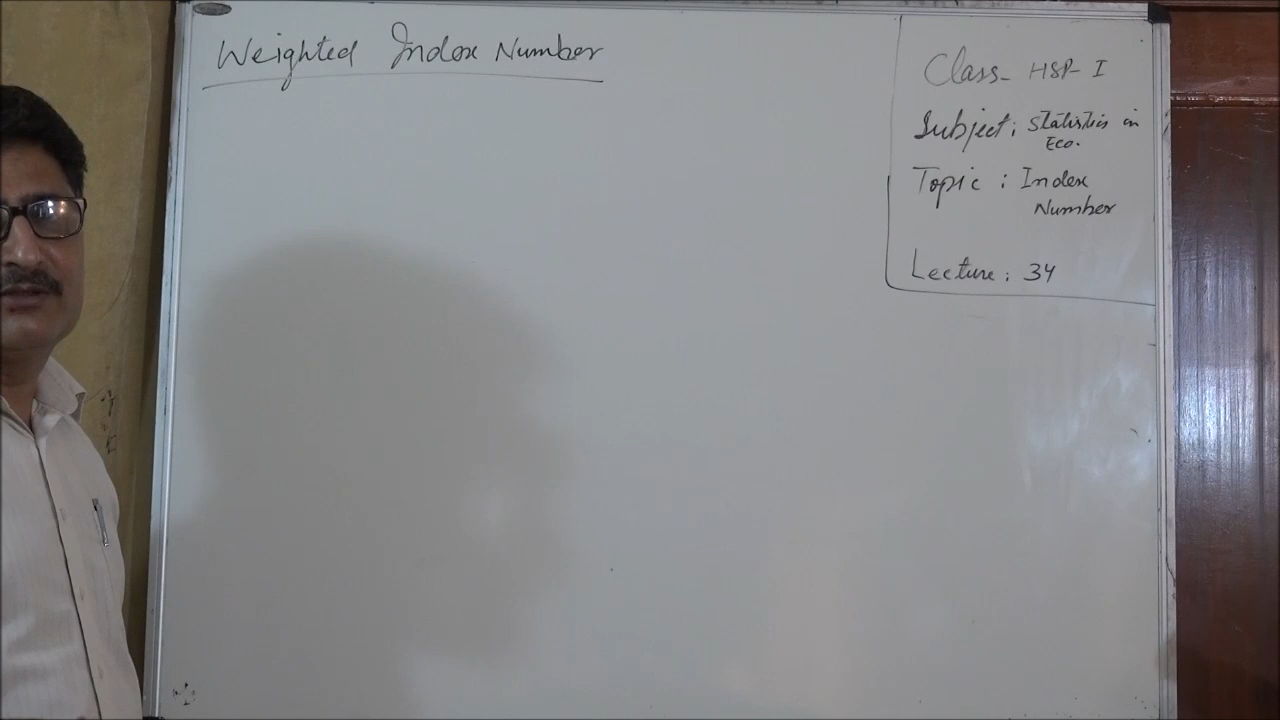 Weighted Index Number
Class- HSP-I
Subject: Statistics in
Eco.
Topic : Index
Number
Lecture: 34